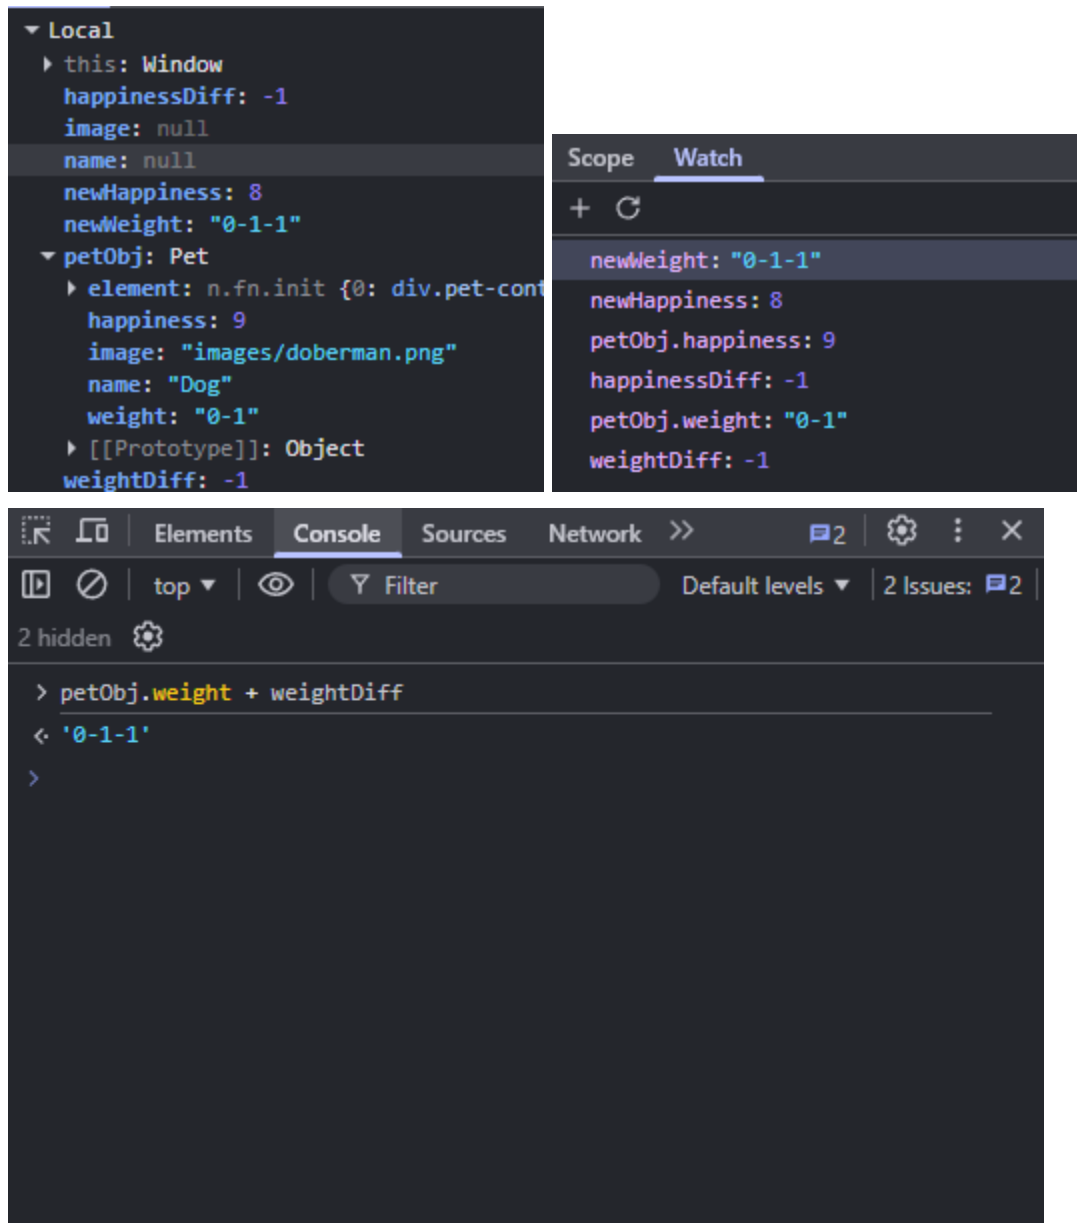 Local
this: Window
happinessDiff: -1
image: null
name: null
newHappiness: 8
newWeight: "0-1-1"
petObj: Pet
element: n.fn.init {0: div.pet-cont
happiness: 9
image: "images/doberman.png"
name: "Dog"
weight: "0-1"
[[Prototype]]: Object
weightDiff: -1
Scope Watch
newWeight: "0-1-1"
newHappiness: 8
petObj.happiness: 9
happinessDiff: -1
petObj.weight: "0-1"
weightDiff: -1
Elements Console Sources Network 2
top Filter Default levels 2 Issues: 2
2 hidden
petObj.weight + weightDiff
'0-1-1'